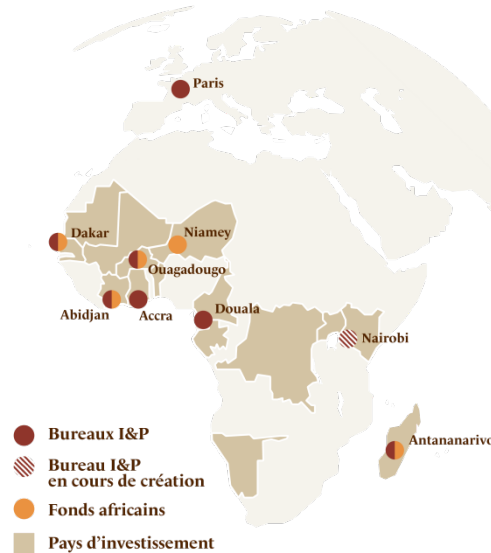 Paris
Dakar
Niamey
Ouagadougo
Abidjan
Accra
Douala
Nairobi
Antananarivo
Bureaux I&P
Bureau I&P
en cours de création
Fonds africains
Pays d'investissement